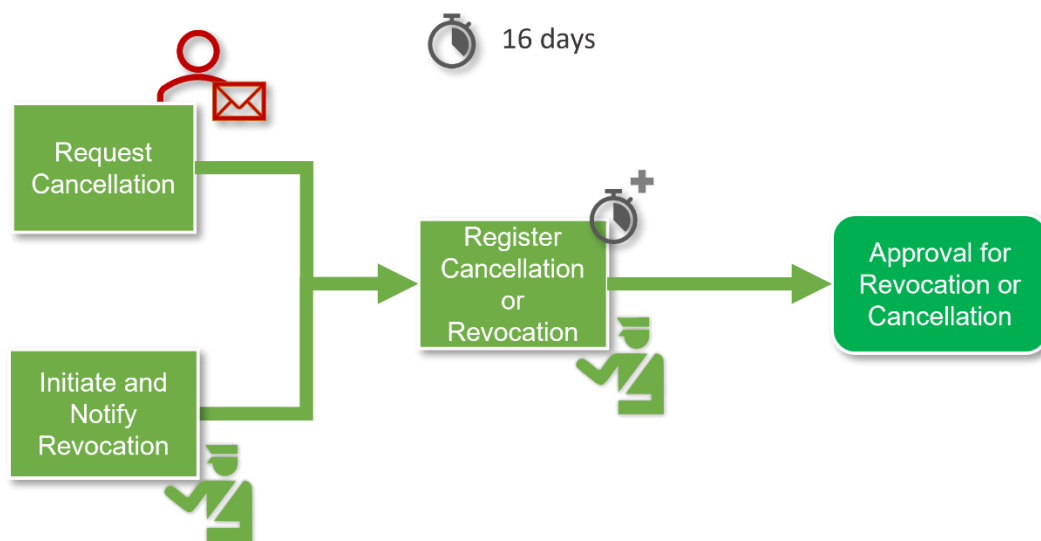 16 days
Request
Cancellation
Register
Cancellation
or
Revocation
Approval for
Revocation or
Cancellation
Initiate and
Notify
Revocation